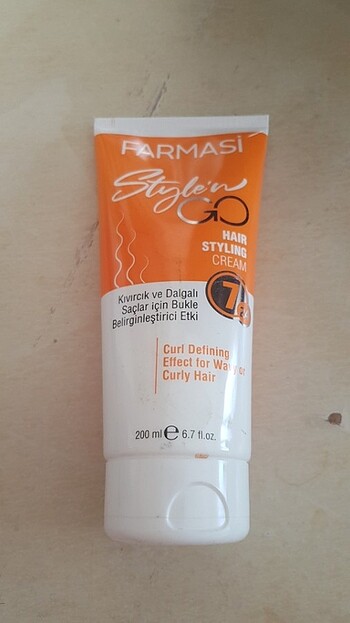 FARMASİ
Style'n
GO
HAIR
STYLING
CREAM
7
Kıvırcık ve Dalgalı
Saçlar için Bukle
Belirginleştirici Etki
Curl Defining
Effect for Wavy or
Curly Hair
200 ml ℮ 6.7 fl.oz.